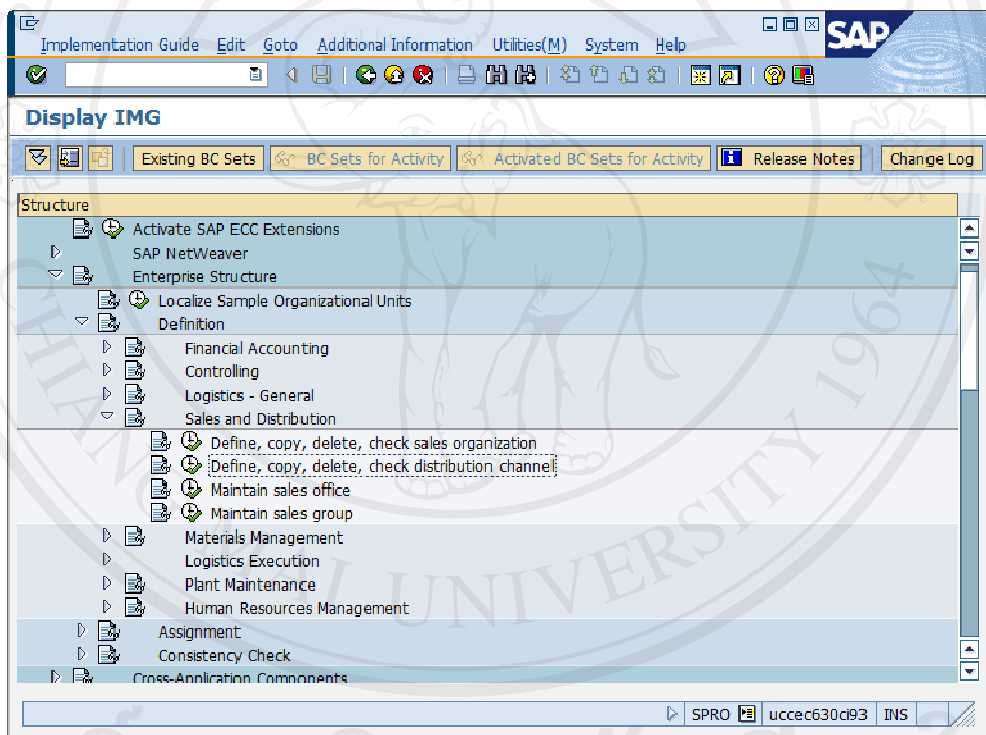 Implementation Guide Edit Goto Additional Information Utilities(M) System Help
SAP
Display IMG
Existing BC Sets BC Sets for Activity Activated BC Sets for Activity Release Notes Change Log
Structure
Activate SAP ECC Extensions
SAP NetWeaver
Enterprise Structure
Localize Sample Organizational Units
Definition
Financial Accounting
Controlling
Logistics - General
Sales and Distribution
Define, copy, delete, check sales organization
Define, copy, delete, check distribution channel
Maintain sales office
Maintain sales group
Materials Management
Logistics Execution
Plant Maintenance
Human Resources Management
Assignment
Consistency Check
Cross-Application Components
SPRO uccec630ci93 INS
CHIANG MAI UNIVERSITY 1964